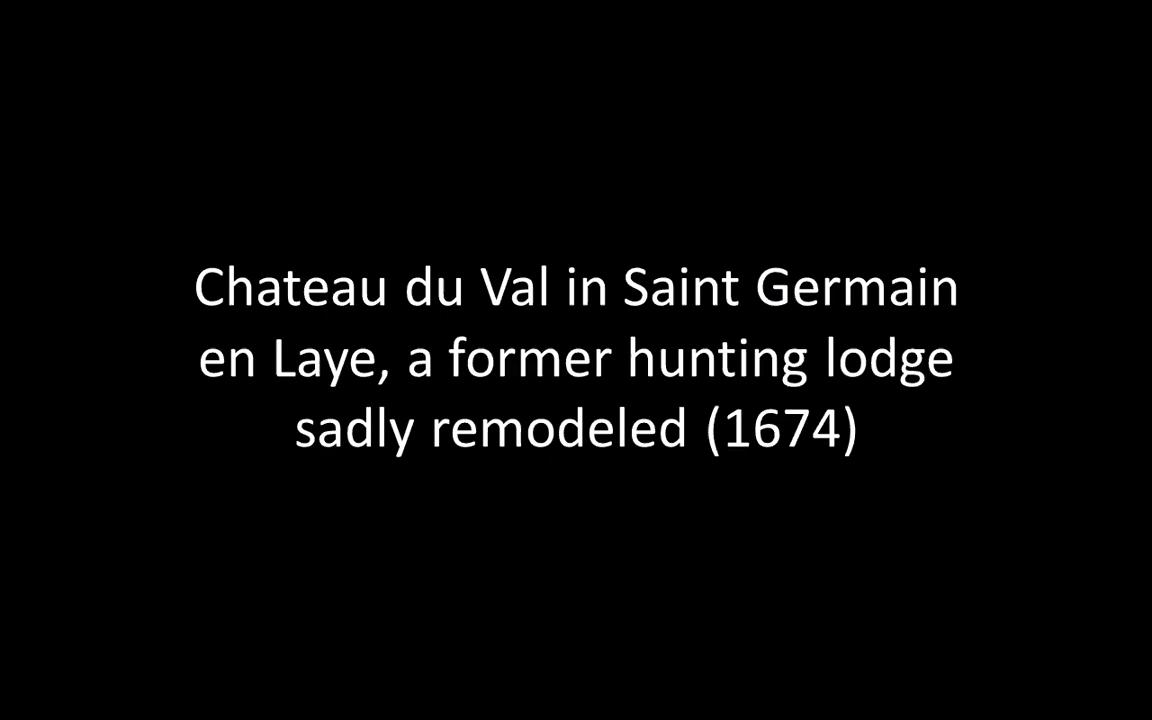 Chateau du Val in Saint Germain
en Laye, a former hunting lodge
sadly remodeled (1674)